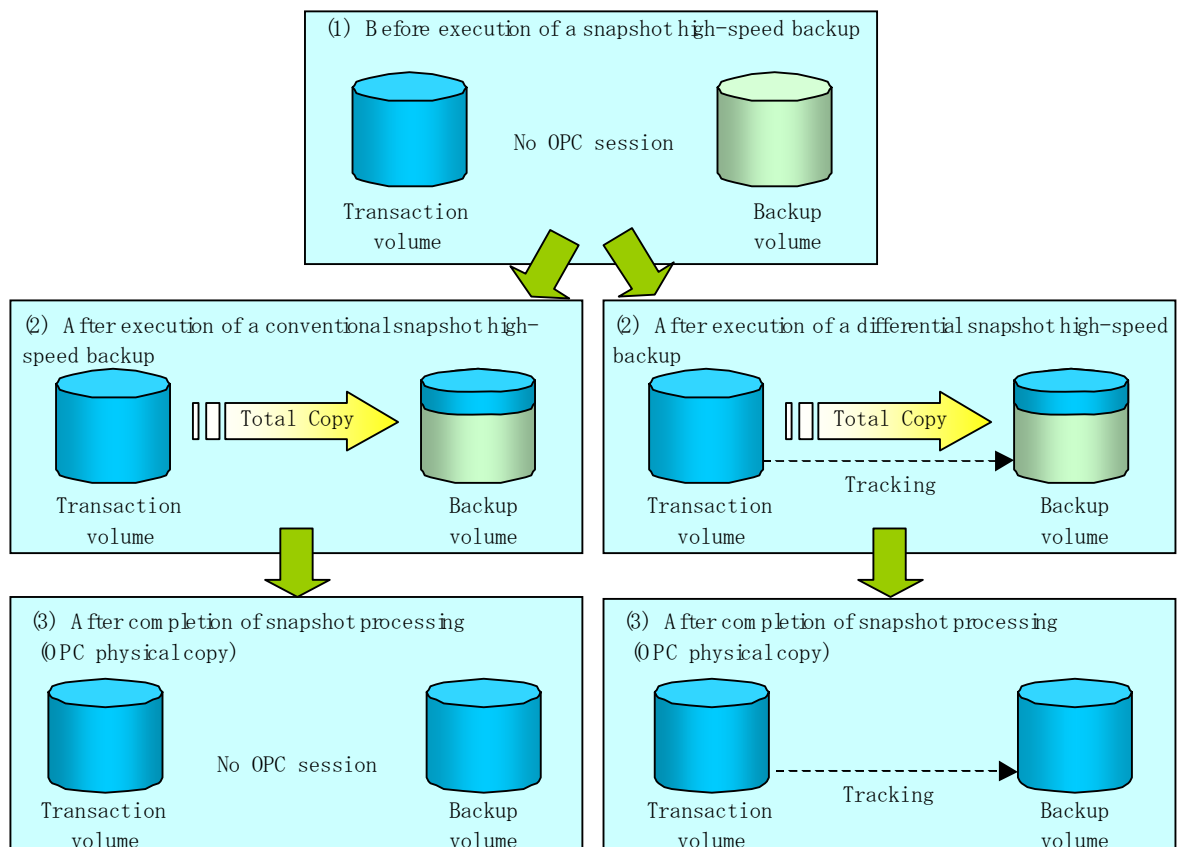 (1) Before execution of a snapshot high-speed backup
No OPC session
Transaction
volume
Backup
volume
(2) After execution of a conventional snapshot high-
speed backup
Total Copy
Transaction
volume
Backup
volume
(2) After execution of a differential snapshot high-speed
backup
Total Copy
Tracking
Transaction
volume
Backup
volume
(3) After completion of snapshot processing
(OPC physical copy)
No OPC session
Transaction
volume
Backup
volume
(3) After completion of snapshot processing
(OPC physical copy)
Tracking
Transaction
volume
Backup
volume